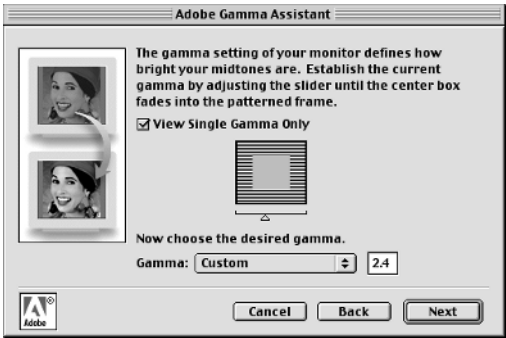 Adobe Gamma Assistant
The gamma setting of your monitor defines how
bright your midtones are. Establish the current
gamma by adjusting the slider until the center box
fades into the patterned frame.
View Single Gamma Only
Now choose the desired gamma.
Gamma: Custom 2.4
Adobe
Cancel Back Next